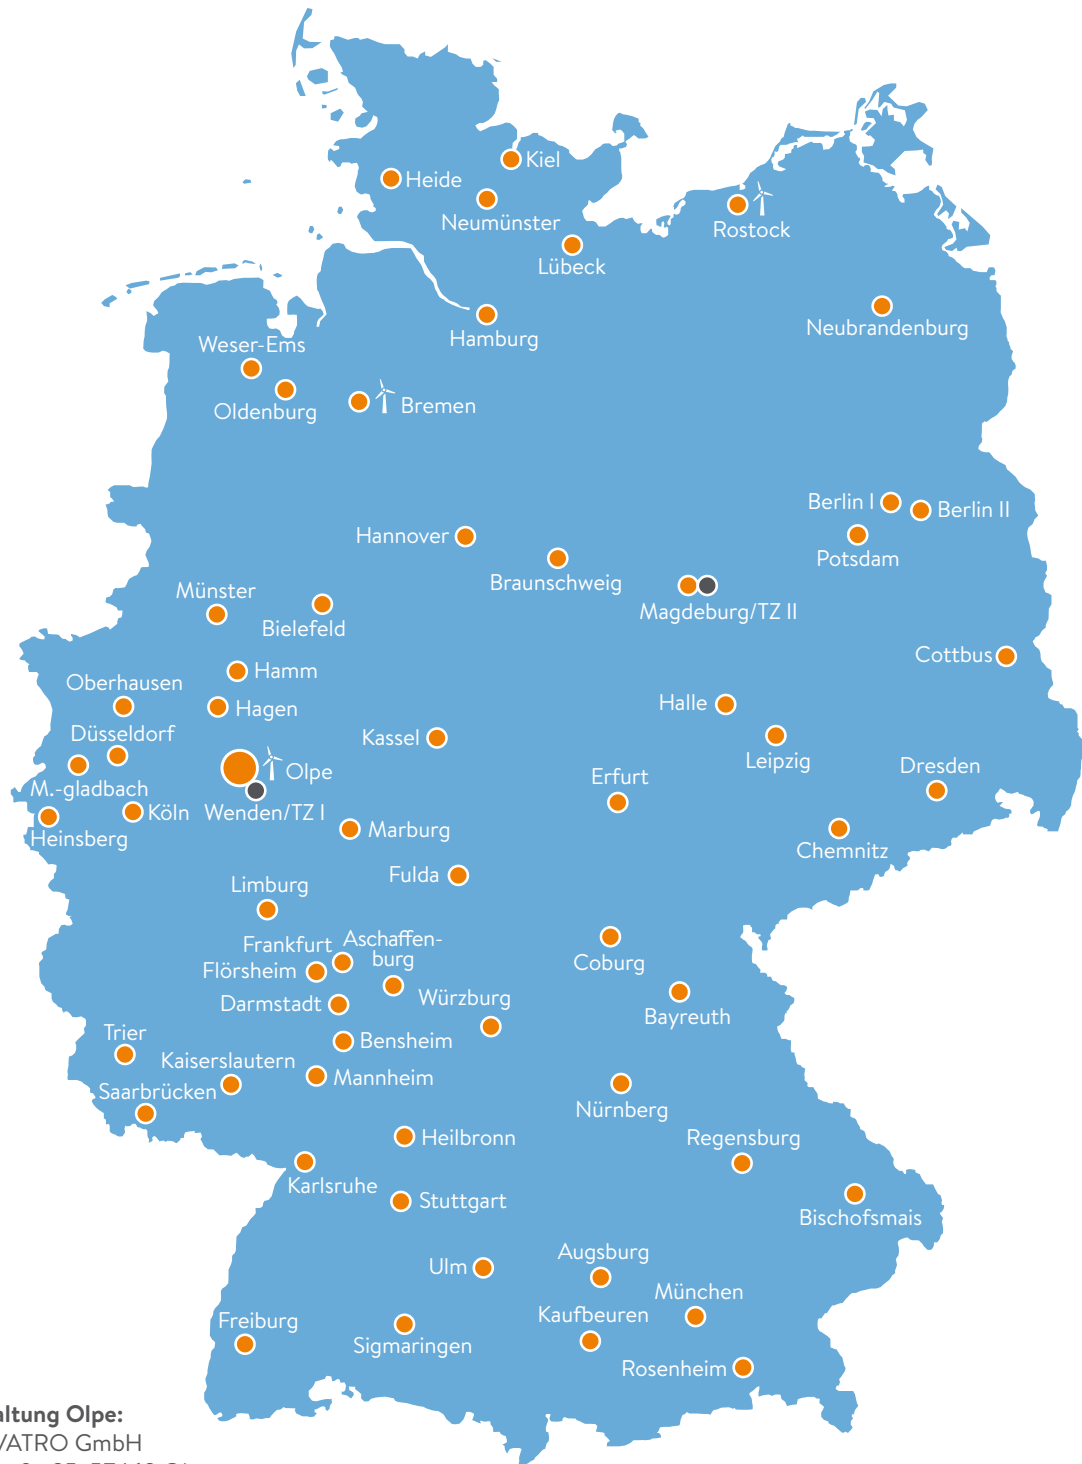 Kiel
Heide
Neumünster
Rostock
Lübeck
Hamburg
Neubrandenburg
Weser-Ems
Oldenburg
Bremen
Berlin I
Berlin II
Hannover
Potsdam
Braunschweig
Münster
Magdeburg/TZ II
Bielefeld
Cottbus
Hamm
Oberhausen
Halle
Hagen
Düsseldorf
Kassel
Leipzig
Dresden
Olpe
Erfurt
M.-gladbach
Köln
Wenden/TZ I
Heinsberg
Marburg
Chemnitz
Fulda
Limburg
Frankfurt
Aschaffen-
burg
Coburg
Flörsheim
Würzburg
Darmstadt
Bayreuth
Trier
Bensheim
Kaiserslautern
Mannheim
Saarbrücken
Nürnberg
Heilbronn
Regensburg
Karlsruhe
Stuttgart
Bischofsmais
Augsburg
Ulm
München
Kaufbeuren
Freiburg
Sigmaringen
Rosenheim
altung Olpe:
VATRO GmbH